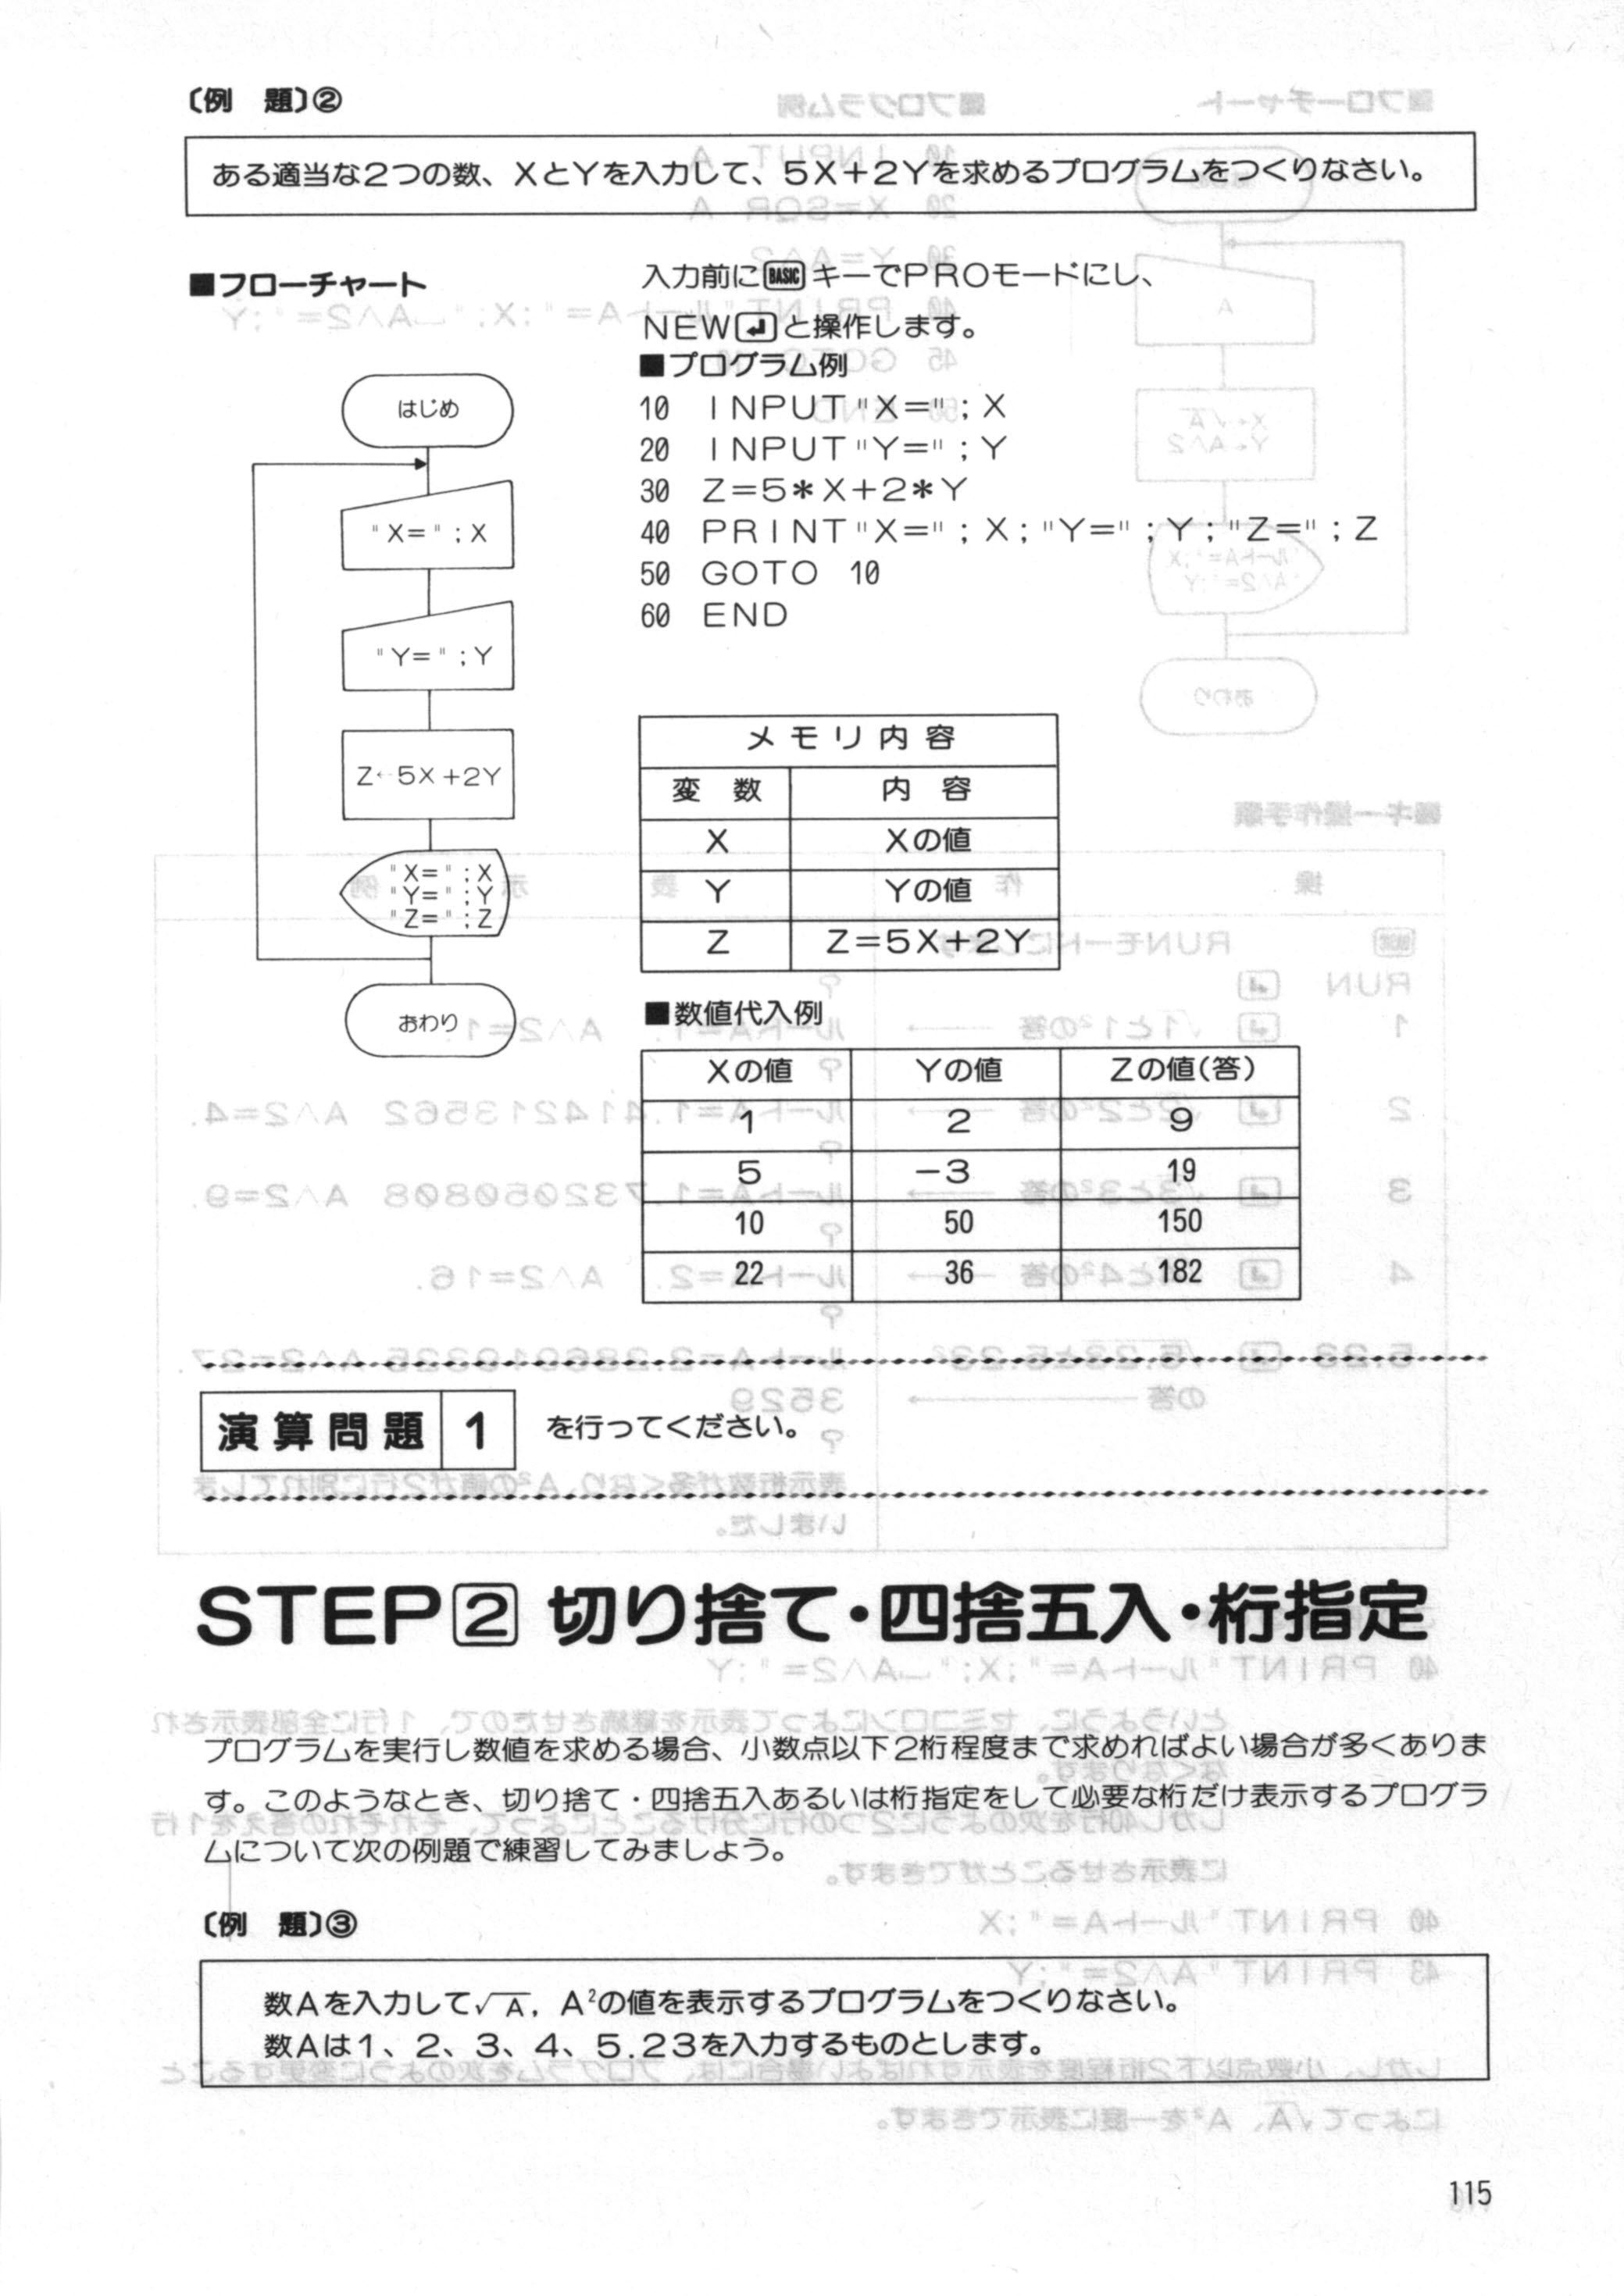 〔例 題〕②
ある適当な2つの数、XとYを入力して、5X+2Yを求めるプログラムをつくりなさい。
■フローチャート
はじめ
"X=";X
"Y=";Y
Z←5X+2Y
"X=";X
"Y=";Y
"Z=";Z
おわり
入力前にBASICキーでPROモードにし、
NEW↵と操作します。
■プログラム例
10 INPUT"X=";X
20 INPUT"Y=";Y
30 Z=5*X+2*Y
40 PRINT"X=";X;"Y=";Y;"Z=";Z
50 GOTO 10
60 END
メモリ内容
変 数 内 容
X Xの値
Y Yの値
Z Z=5X+2Y
■数値代入例
Xの値 Yの値 Zの値(答)
1 2 9
5 −3 19
10 50 150
22 36 182
演算問題 1 を行ってください。
STEP2 切り捨て・四捨五入・桁指定
プログラムを実行し数値を求める場合、小数点以下2桁程度まで求めればよい場合が多くありま
す。このようなとき、切り捨て・四捨五入あるいは桁指定をして必要な桁だけ表示するプログラ
ムについて次の例題で練習してみましょう。
〔例 題〕③
数Aを入力して√A, A²の値を表示するプログラムをつくりなさい。
数Aは1、2、3、4、5.23を入力するものとします。
115